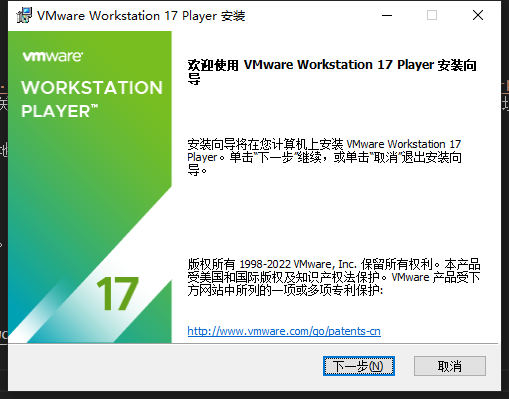 VMware Workstation 17 Player 安装
vmware
WORKSTATION
PLAYER™
17
欢迎使用 VMware Workstation 17 Player 安装向
导
安装向导将在您计算机上安装 VMware Workstation 17
Player。单击“下一步”继续，或单击“取消”退出安装向
导。
版权所有 1998-2022 VMware, Inc. 保留所有权利。本产品
受美国和国际版权及知识产权法保护。VMware 产品受下
方网站中所列的一项或多项专利保护:
http://www.vmware.com/go/patents-cn
下一步(N)
取消